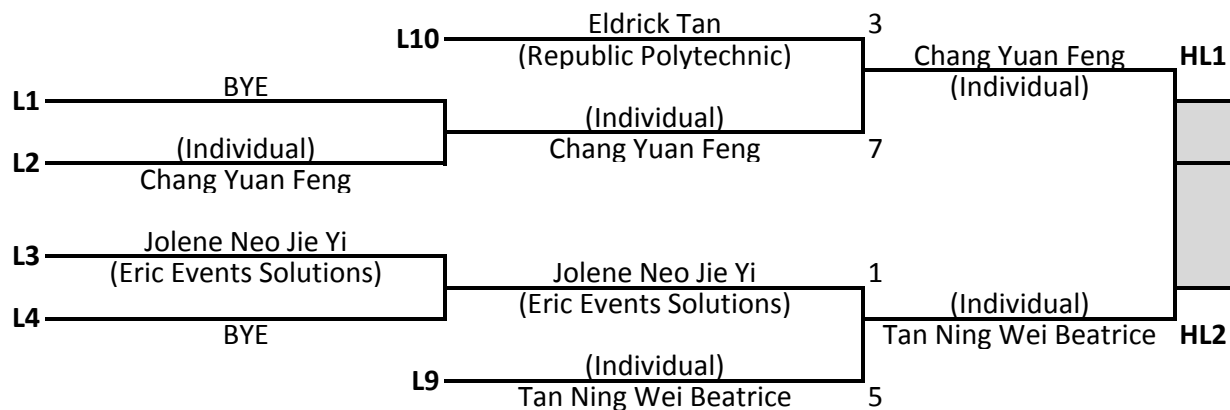 Eldrick Tan 3
L10
(Republic Polytechnic)
Chang Yuan Feng HL1
(Individual)
BYE
L1
(Individual)
(Individual)
L2
Chang Yuan Feng 7
Chang Yuan Feng
Jolene Neo Jie Yi
L3
(Eric Events Solutions)
Jolene Neo Jie Yi 1
(Eric Events Solutions)
(Individual)
L4
BYE
Tan Ning Wei Beatrice HL2
(Individual)
L9
Tan Ning Wei Beatrice 5